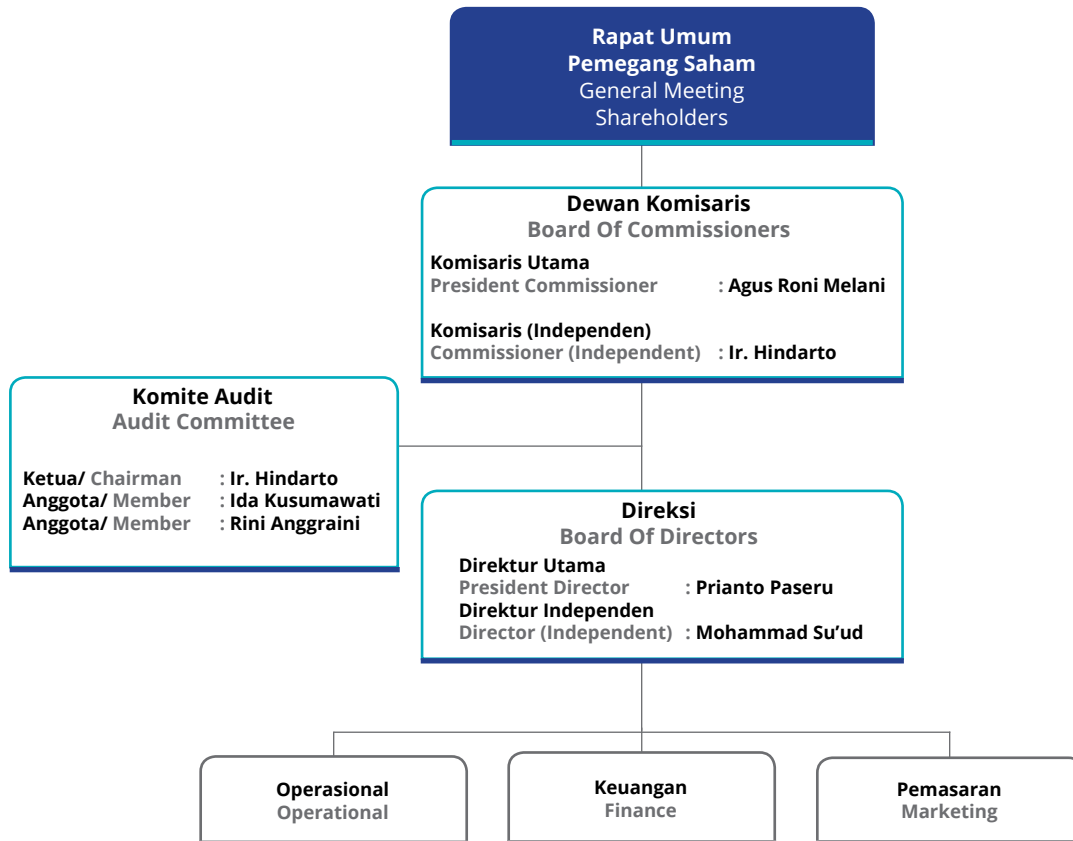 Rapat Umum
Pemegang Saham
General Meeting
Shareholders
Dewan Komisaris
Board Of Commissioners
Komisaris Utama
President Commissioner : Agus Roni Melani
Komisaris (Independen)
Commissioner (Independent) : Ir. Hindarto
Komite Audit
Audit Committee
Ketua/ Chairman : Ir. Hindarto
Anggota/ Member : Ida Kusumawati
Anggota/ Member : Rini Anggraini
Direksi
Board Of Directors
Direktur Utama
President Director : Prianto Paseru
Direktur Independen
Director (Independent) : Mohammad Su’ud
Operasional
Operational
Keuangan
Finance
Pemasaran
Marketing